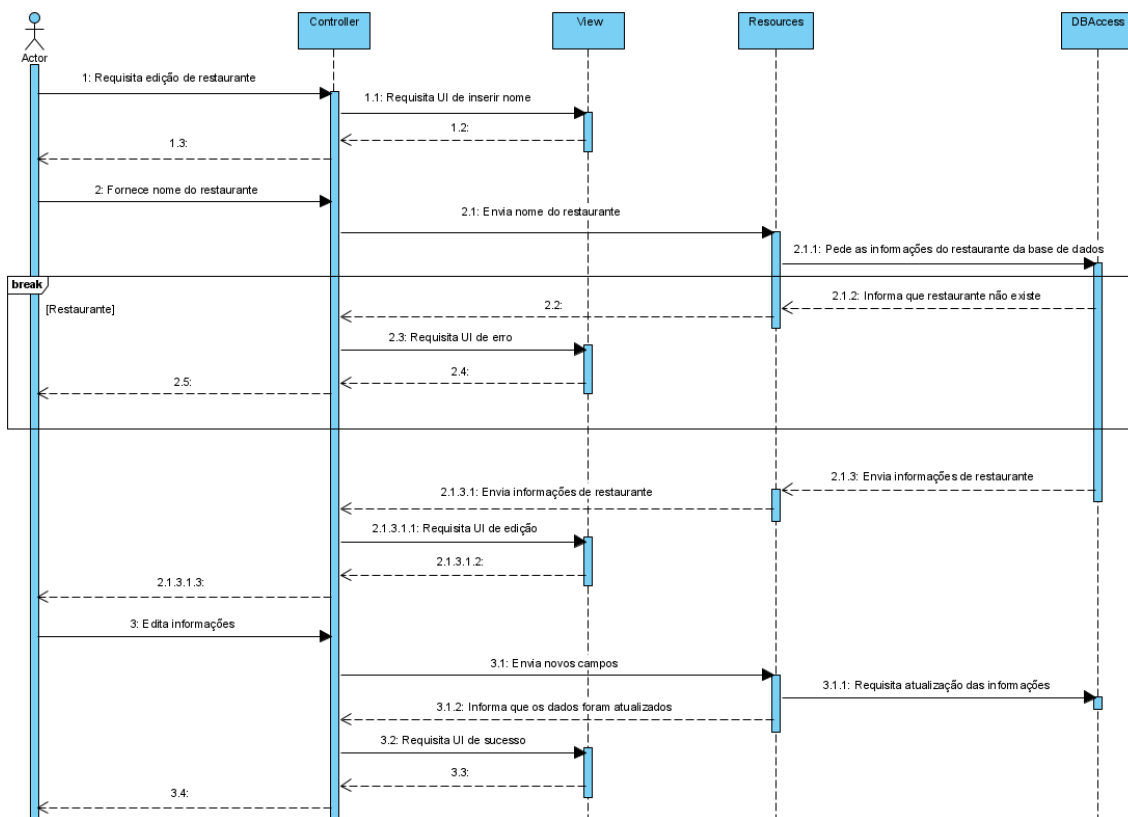 Controller
View
Resources
DBAccess
Actor
1: Requisita edição de restaurante
1.1: Requisita UI de inserir nome
1.2:
1.3:
2: Fornece nome do restaurante
2.1: Envia nome do restaurante
2.1.1: Pede as informações do restaurante da base de dados
break
[Restaurante]
2.1.2: Informa que restaurante não existe
2.2:
2.3: Requisita UI de erro
2.4:
2.5:
2.1.3: Envia informações de restaurante
2.1.3.1: Envia informações de restaurante
2.1.3.1.1: Requisita UI de edição
2.1.3.1.2:
2.1.3.1.3:
3: Edita informações
3.1: Envia novos campos
3.1.1: Requisita atualização das informações
3.1.2: Informa que os dados foram atualizados
3.2: Requisita UI de sucesso
3.3:
3.4: